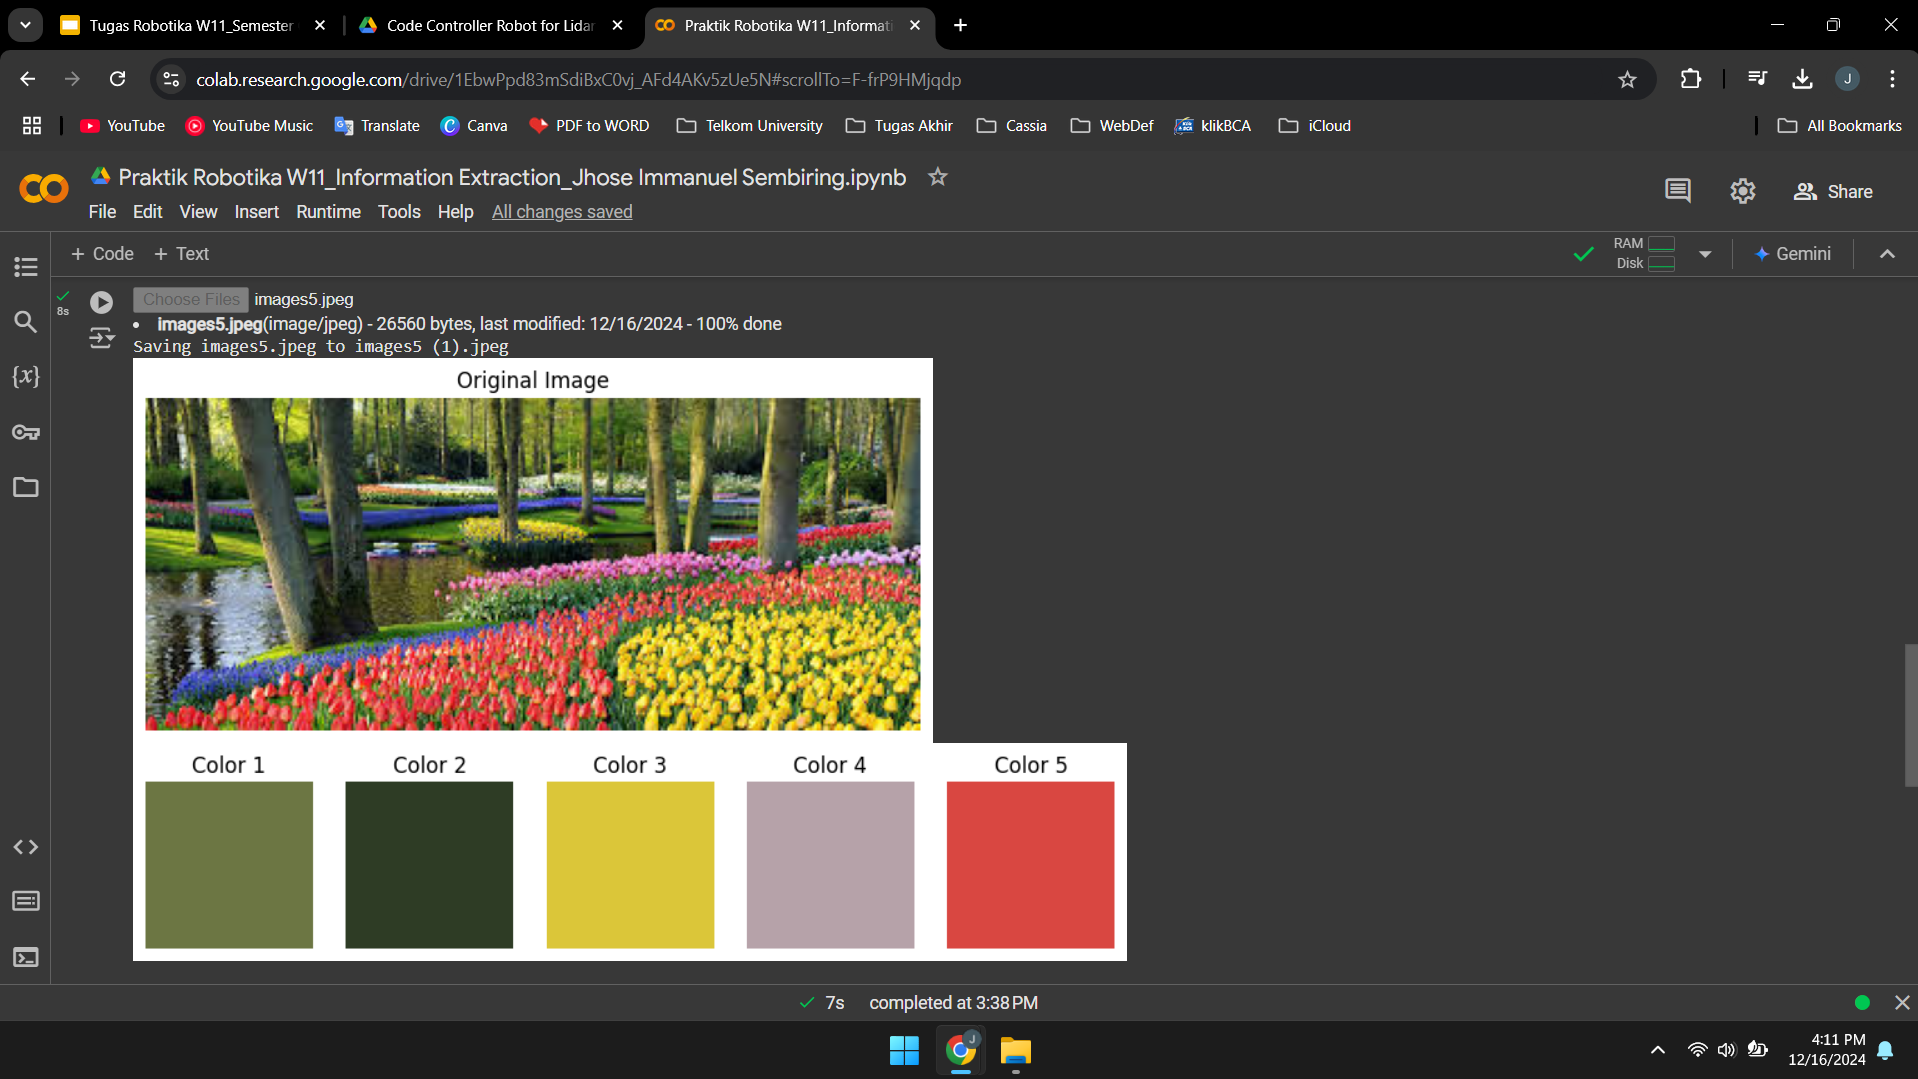 Tugas Robotika W11_Semester
Code Controller Robot for Lidar
Praktik Robotika W11_Informati
colab.research.google.com/drive/1EbwPpd83mSdiBxC0vj_AFd4AKv5zUe5N#scrollTo=F-frP9HMjqdp
J
YouTube
YouTube Music
Translate
Canva
PDF to WORD
Telkom University
Tugas Akhir
Cassia
WebDef
klikBCA
iCloud
All Bookmarks
Praktik Robotika W11_Information Extraction_Jhose Immanuel Sembiring.ipynb
File Edit View Insert Runtime Tools Help All changes saved
Share
+ Code + Text
RAM
Disk
Gemini
8s
Choose Files images5.jpeg
• images5.jpeg(image/jpeg) - 26560 bytes, last modified: 12/16/2024 - 100% done
Saving images5.jpeg to images5 (1).jpeg
Original Image
Color 1 Color 2 Color 3 Color 4 Color 5
{x}
7s completed at 3:38 PM
J
4:11 PM
12/16/2024